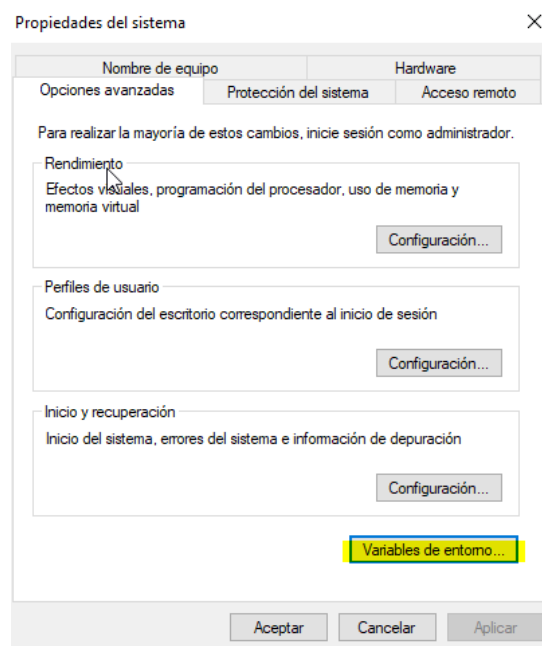 Propiedades del sistema
Nombre de equipo
Hardware
Opciones avanzadas
Protección del sistema
Acceso remoto
Para realizar la mayoría de estos cambios, inicie sesión como administrador.
Rendimiento
Efectos visuales, programación del procesador, uso de memoria y
memoria virtual
Configuración...
Perfiles de usuario
Configuración del escritorio correspondiente al inicio de sesión
Configuración...
Inicio y recuperación
Inicio del sistema, errores del sistema e información de depuración
Configuración...
Variables de entorno...
Aceptar
Cancelar
Aplicar